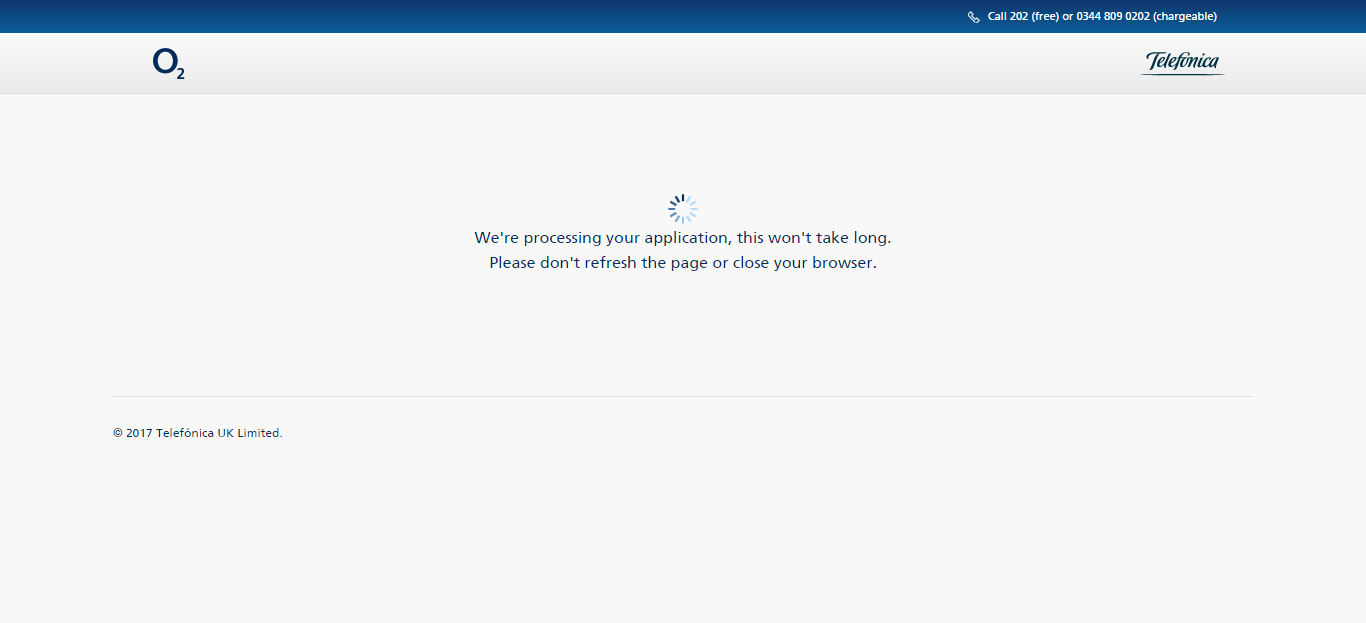 Call 202 (free) or 0344 809 0202 (chargeable)
O2
Telefónica
We're processing your application, this won't take long.
Please don't refresh the page or close your browser.
© 2017 Telefónica UK Limited.